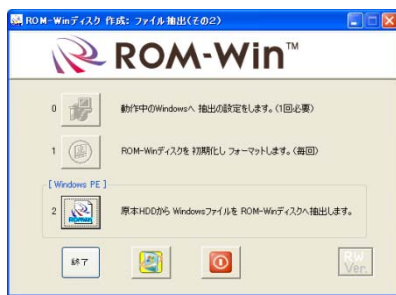 ROM-Winディスク 作成: ファイル抽出(その2)
ROM-Win™
0 動作中のWindowsへ 抽出の設定をします。(1回必要)
1 ROM-Winディスクを 初期化し フォーマットします。(毎回)
[Windows PE]
2 原本HDDから Windowsファイルを ROM-Winディスクへ抽出します。
終了
RW
Ver.